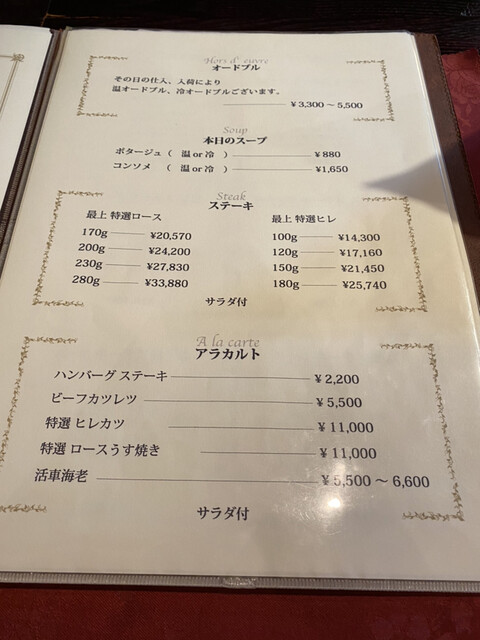 Hors d' euvre
オードブル
その日の仕入、入荷により
温オードブル、冷オードブルございます。
¥3,300～5,500
Soup
本日のスープ
ポタージュ（ 温 or 冷 ） ¥880
コンソメ （ 温 or 冷 ） ¥1,650
Steak
ステーキ
最上 特選ロース
170g ¥20,570
200g ¥24,200
230g ¥27,830
280g ¥33,880
最上 特選ヒレ
100g ¥14,300
120g ¥17,160
150g ¥21,450
180g ¥25,740
サラダ付
A la carte
アラカルト
ハンバーグ ステーキ ¥2,200
ビーフカツレツ ¥5,500
特選 ヒレカツ ¥11,000
特選 ロースうす焼き ¥11,000
活車海老 ¥5,500 ～ 6,600
サラダ付